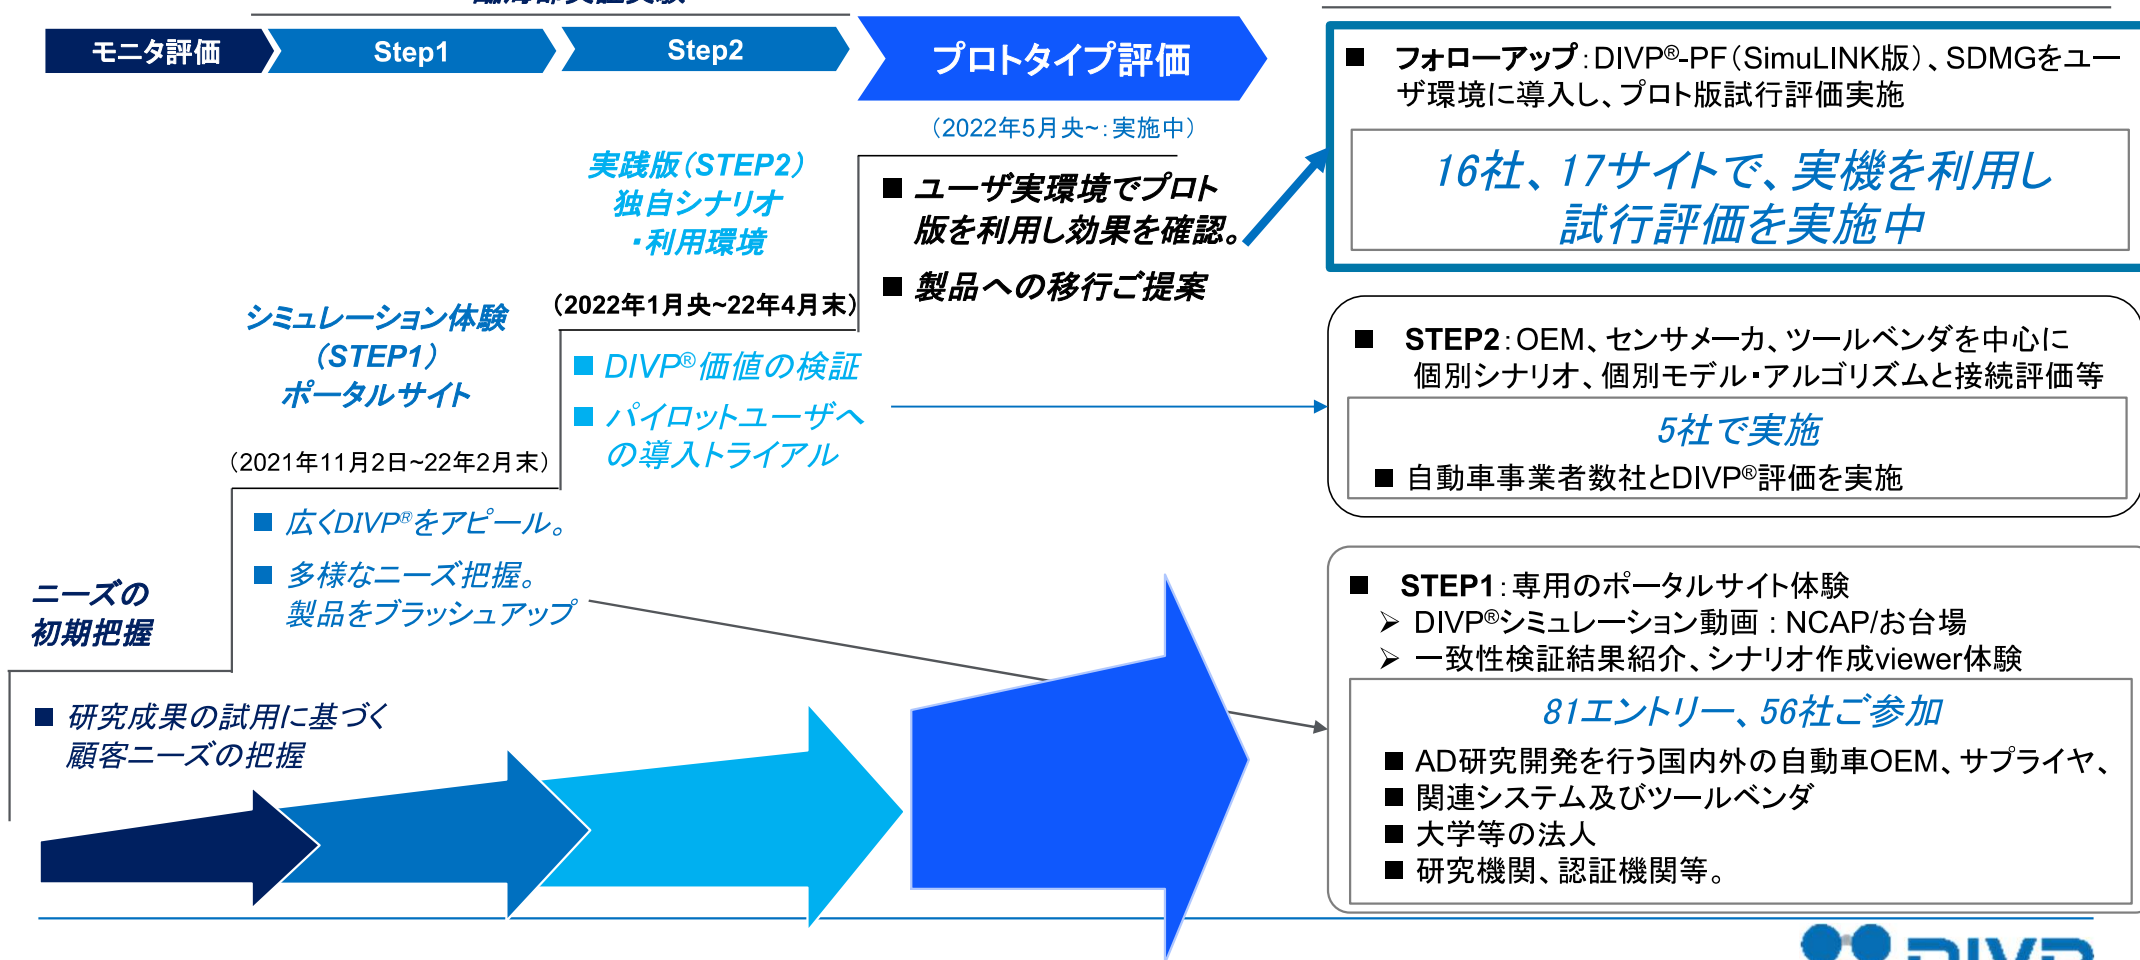 臨海部実証実験
モニタ評価
Step1
Step2
プロトタイプ評価
（2022年5月央~：実施中）
実践版（STEP2）
独自シナリオ
・利用環境
■ ユーザ実環境でプロト
版を利用し効果を確認。
■ 製品への移行ご提案
（2022年1月央~22年4月末）
シミュレーション体験
（STEP1）
ポータルサイト
■ DIVP®価値の検証
■ パイロットユーザへ
の導入トライアル
（2021年11月2日~22年2月末）
■ 広くDIVP®をアピール。
■ 多様なニーズ把握。
製品をブラッシュアップ
ニーズの
初期把握
■ 研究成果の試用に基づく
顧客ニーズの把握
■ フォローアップ：DIVP®-PF（SimuLINK版）、SDMGをユー
ザ環境に導入し、プロト版試行評価実施
16社、17サイトで、実機を利用し
試行評価を実施中
■ STEP2：OEM、センサメーカ、ツールベンダを中心に
個別シナリオ、個別モデル・アルゴリズムと接続評価等
5社で実施
■ 自動車事業者数社とDIVP®評価を実施
■ STEP1：専用のポータルサイト体験
➢ DIVP®シミュレーション動画：NCAP/お台場
➢ 一致性検証結果紹介、シナリオ作成viewer体験
81エントリー、56社ご参加
■ AD研究開発を行う国内外の自動車OEM、サプライヤ、
■ 関連システム及びツールベンダ
■ 大学等の法人
■ 研究機関、認証機関等。
DIVP